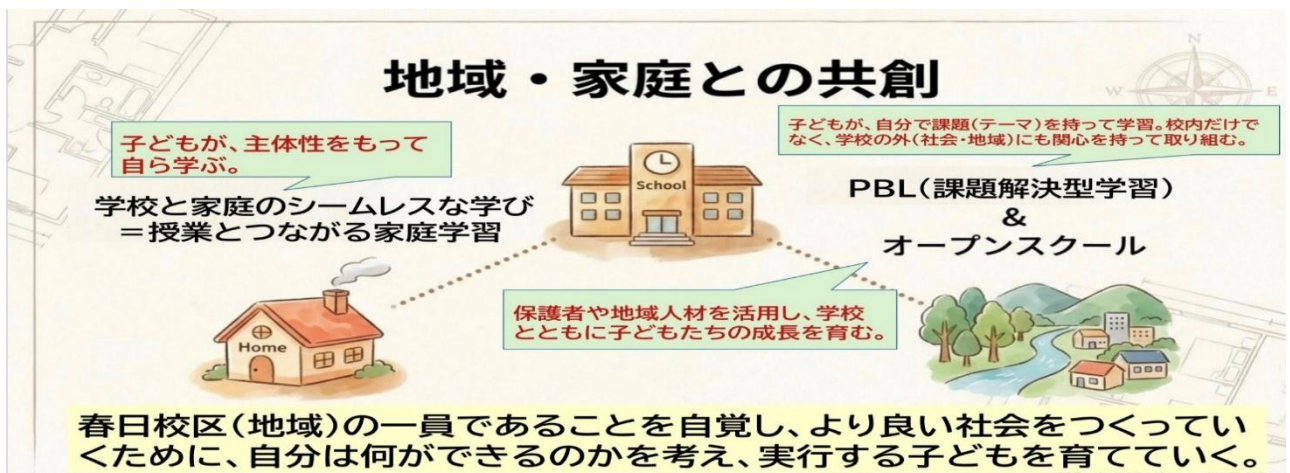 地域・家庭との共創
子どもが、主体性をもって
自ら学ぶ。
学校と家庭のシームレスな学び
＝授業とつながる家庭学習
School
子どもが、自分で課題(テーマ)を持って学習。校内だけで
なく、学校の外(社会・地域)にも関心を持って取り組む。
PBL(課題解決型学習)
&
オープンスクール
N
W
E
保護者や地域人材を活用し、学校
とともに子どもたちの成長を育む。
Home
春日校区(地域)の一員であることを自覚し、より良い社会をつくってい
くために、自分は何ができるのかを考え、実行する子どもを育てていく。